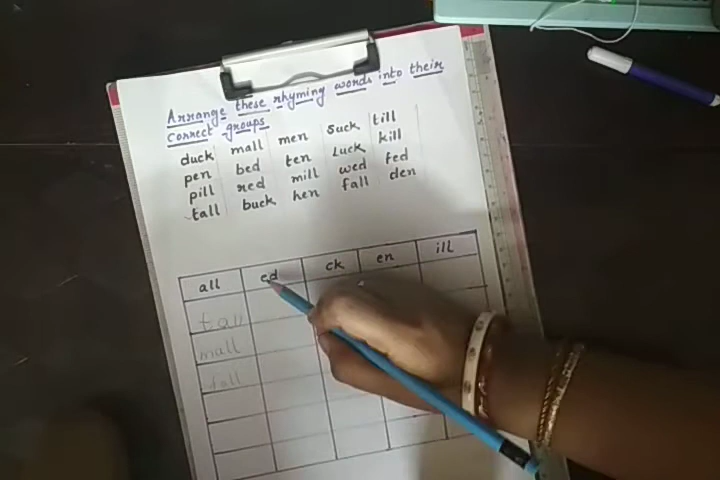 Arrange these rhyming words into their
correct groups
duck mall men suck till
pen bed ten Luck kill
pill red mill wed fed
tall buck hen fall den
all ed ck en ill
tall
mall
fall